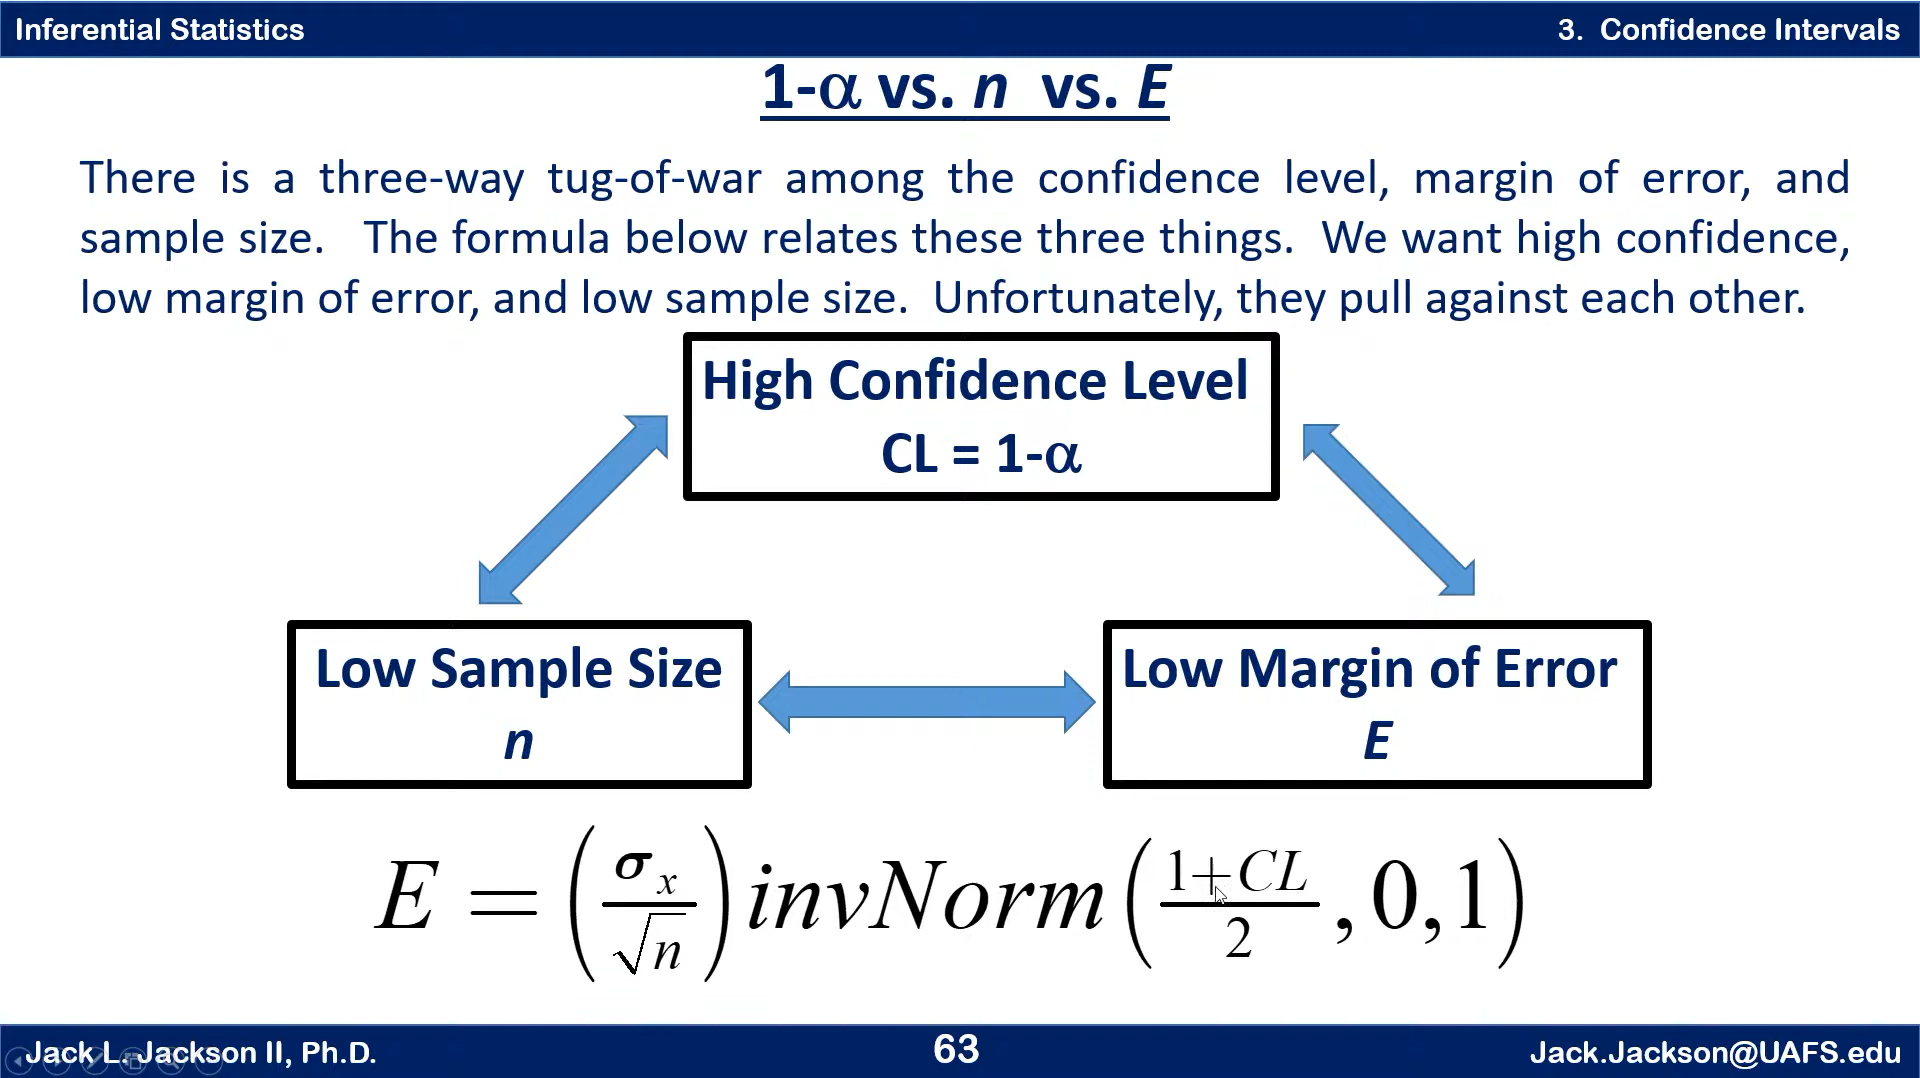 Inferential Statistics
3. Confidence Intervals
1-α vs. n vs. E
There is a three-way tug-of-war among the confidence level, margin of error, and
sample size. The formula below relates these three things. We want high confidence,
low margin of error, and low sample size. Unfortunately, they pull against each other.
High Confidence Level
CL = 1-α
Low Sample Size
n
Low Margin of Error
E
E = (σₓ/√n) invNorm((1+CL)/2, 0, 1)
Jack L. Jackson II, Ph.D.
63
Jack.Jackson@UAFS.edu